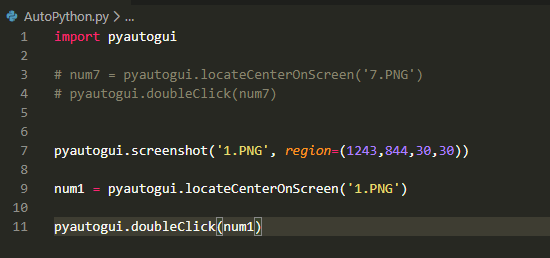 AutoPython.py > ...
1 import pyautogui
2
3 # num7 = pyautogui.locateCenterOnScreen('7.PNG')
4 # pyautogui.doubleClick(num7)
5
6
7 pyautogui.screenshot('1.PNG', region=(1243,844,30,30))
8
9 num1 = pyautogui.locateCenterOnScreen('1.PNG')
10
11 pyautogui.doubleClick(num1)